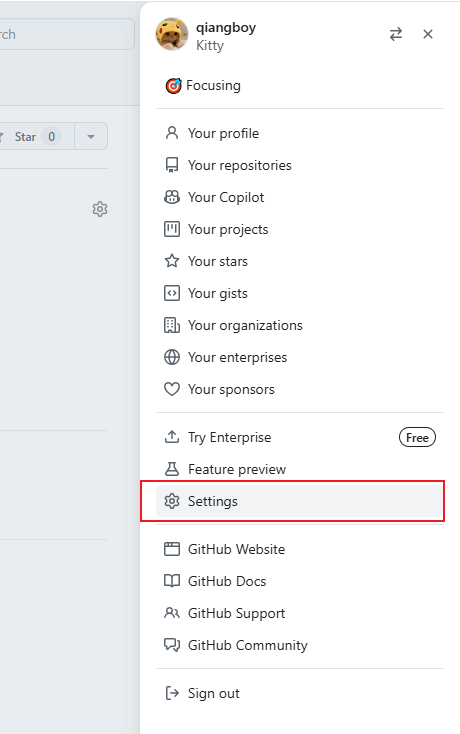 qiangboy
Kitty
Focusing
Star 0
Your profile
Your repositories
Your Copilot
Your projects
Your stars
Your gists
Your organizations
Your enterprises
Your sponsors
Try Enterprise Free
Feature preview
Settings
GitHub Website
GitHub Docs
GitHub Support
GitHub Community
Sign out